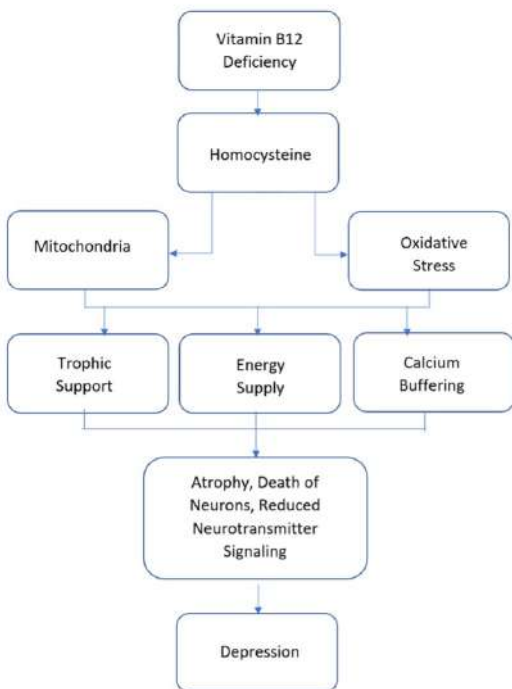 Vitamin B12
Deficiency
Homocysteine
Mitochondria
Oxidative
Stress
Trophic
Support
Energy
Supply
Calcium
Buffering
Atrophy, Death of
Neurons, Reduced
Neurotransmitter
Signaling
Depression